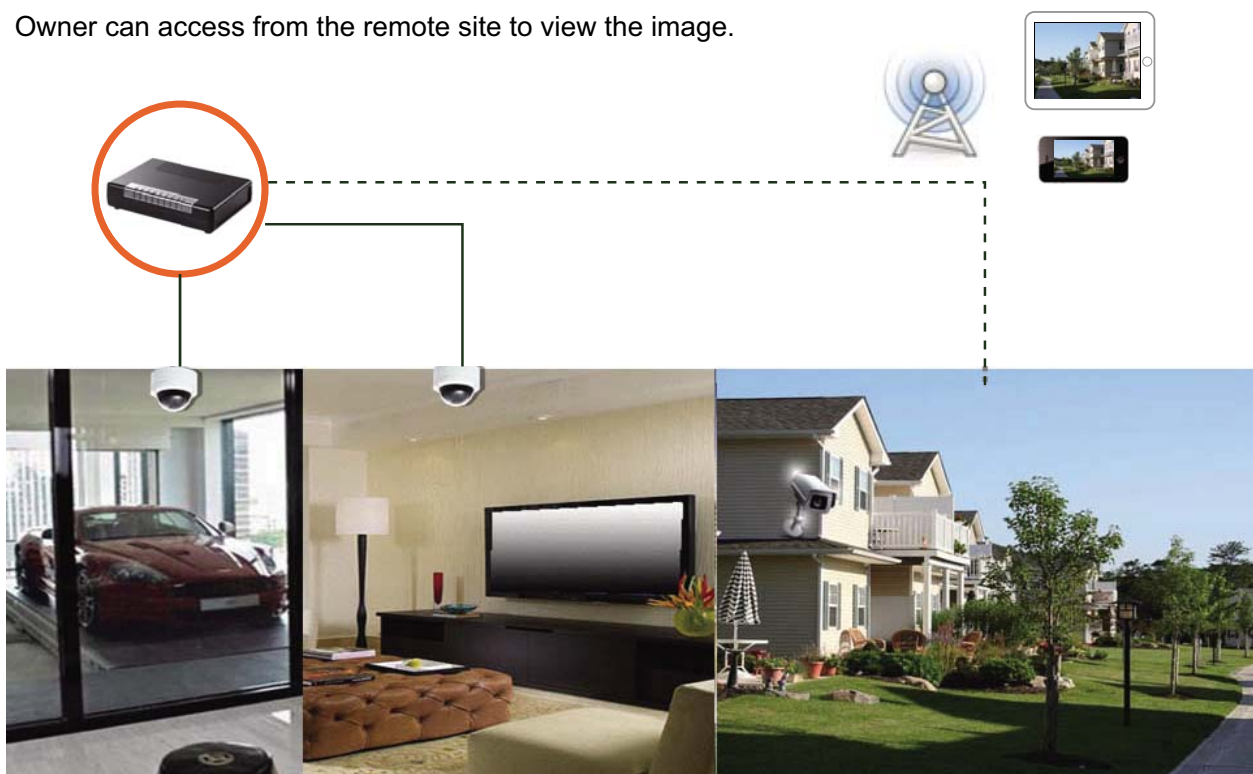 Owner can access from the remote site to view the image.